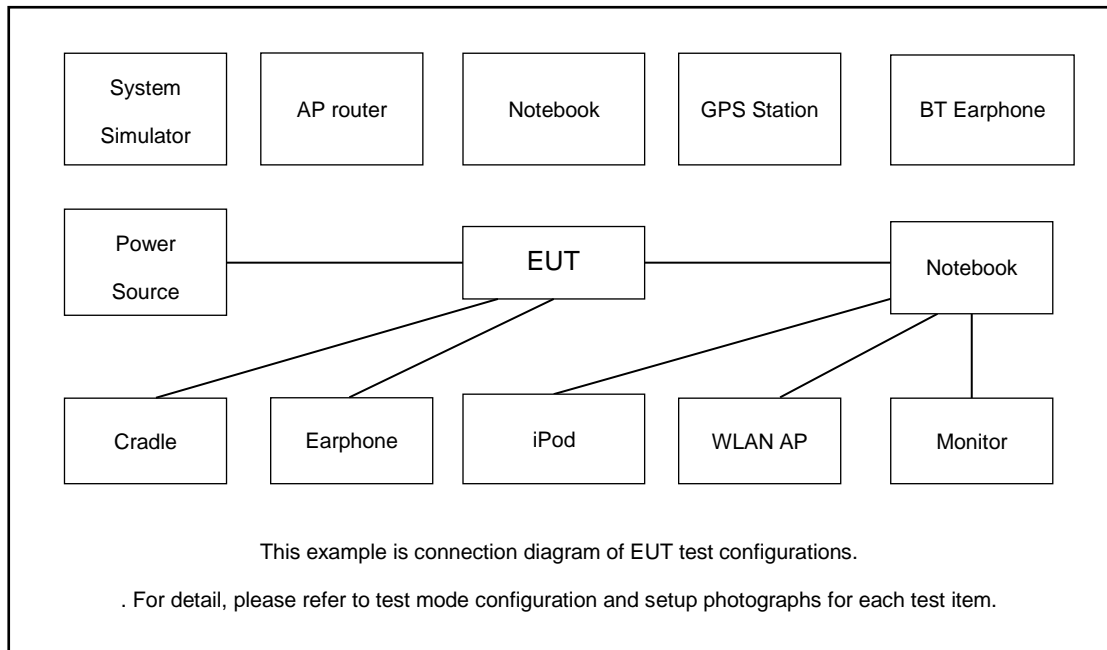 System
Simulator
AP router
Notebook
GPS Station
BT Earphone
Power
Source
EUT
Notebook
Cradle
Earphone
iPod
WLAN AP
Monitor
This example is connection diagram of EUT test configurations.
. For detail, please refer to test mode configuration and setup photographs for each test item.